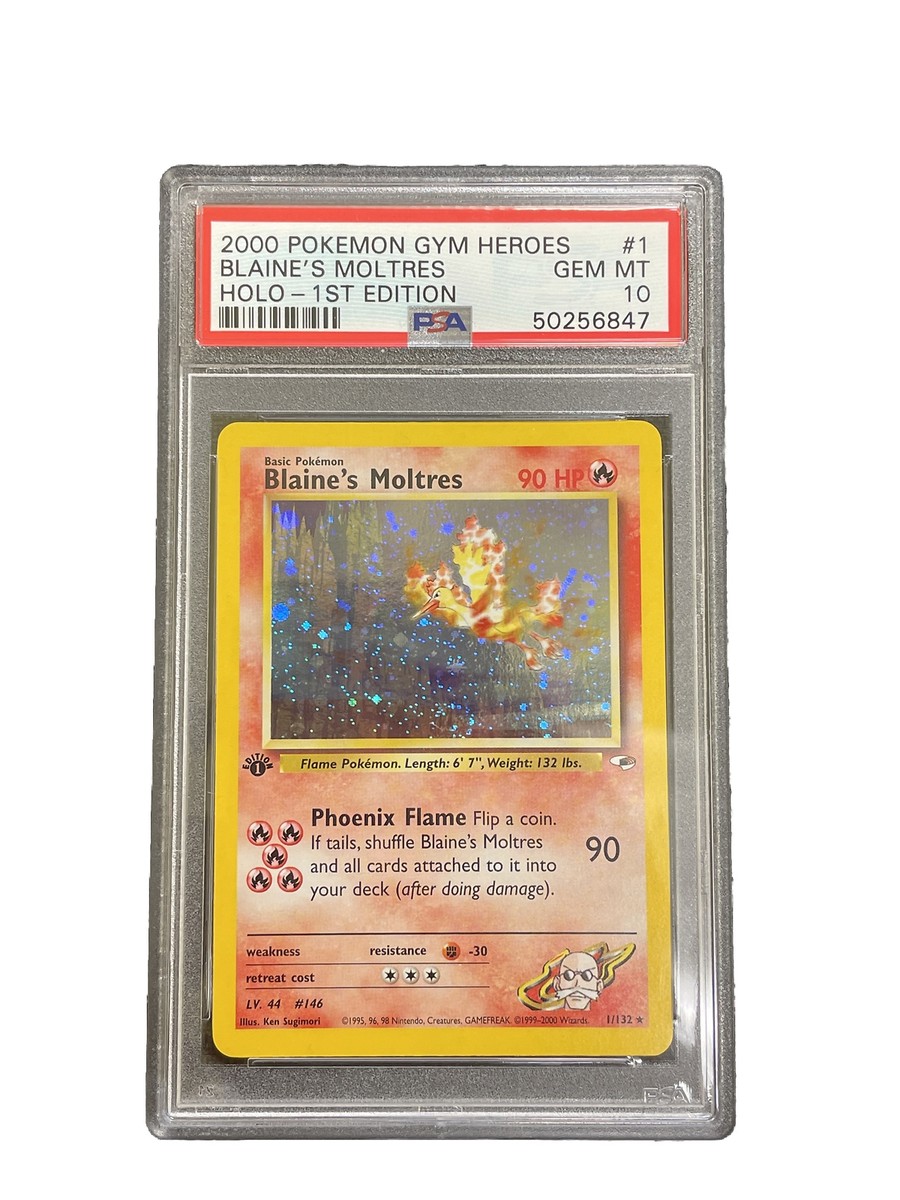 2000 POKEMON GYM HEROES #1
BLAINE'S MOLTRES GEM MT
HOLO – 1ST EDITION 10
PSA 50256847
Basic Pokémon
Blaine's Moltres 90 HP
EDITION
1
Flame Pokémon. Length: 6' 7", Weight: 132 lbs.
Phoenix Flame Flip a coin.
If tails, shuffle Blaine's Moltres
and all cards attached to it into
your deck (after doing damage).
90
weakness resistance -30
retreat cost
LV. 44 #146
Illus. Ken Sugimori ©1995, 96, 98 Nintendo, Creatures, GAMEFREAK. ©1999-2000 Wizards. 1/132 ★
PSA